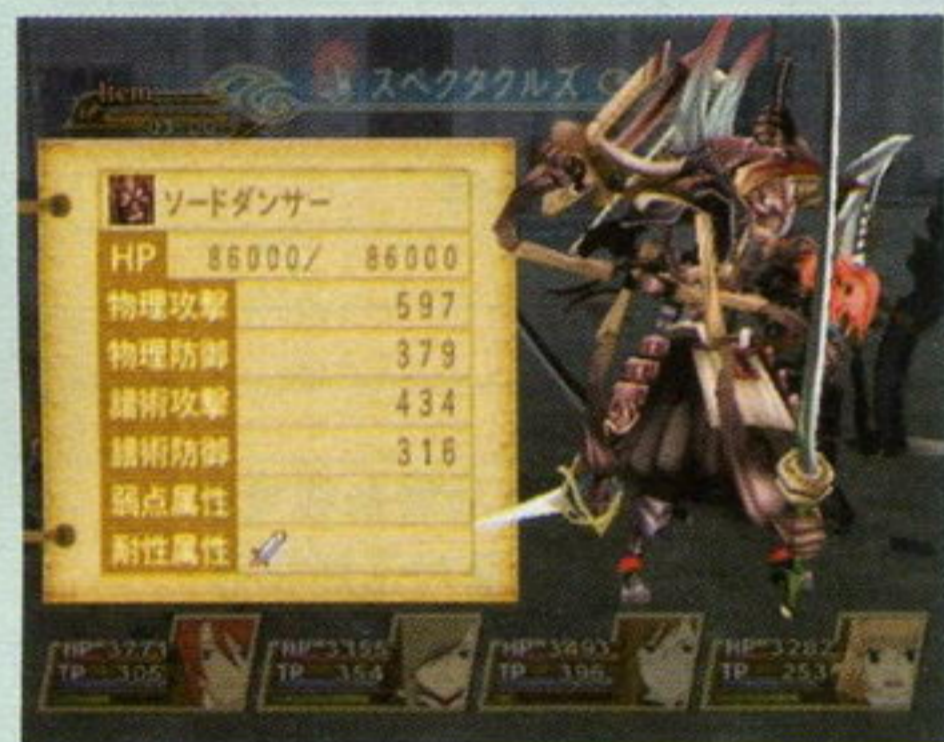 Item
スペクタクルズ
ソードダンサー
HP 86000/ 86000
物理攻撃 597
物理防御 379
譜術攻撃 434
譜術防御 316
弱点属性
耐性属性
HP 3771 HP 3155 HP 3493 HP 3282
TP 305 TP 354 TP 396 TP 253